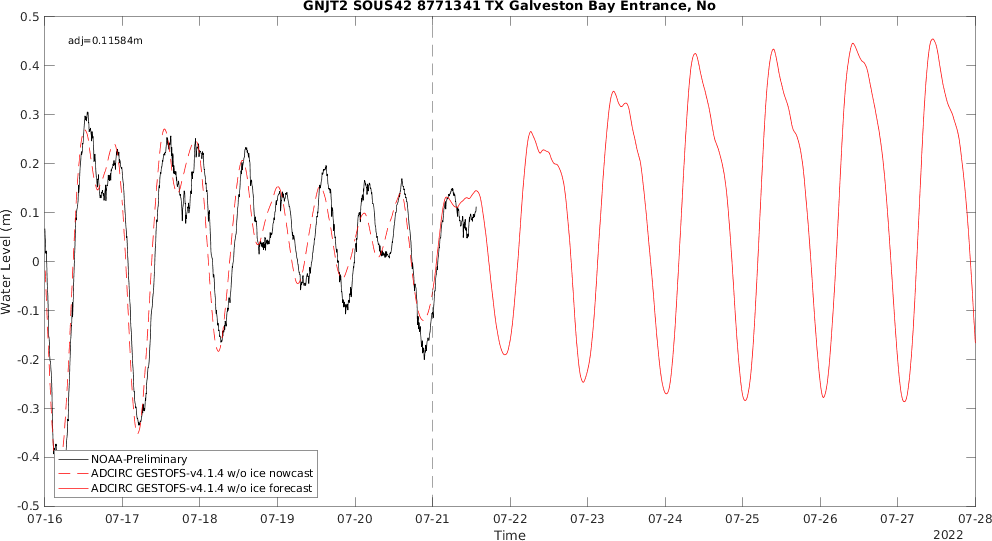 GNJT2 SOUS42 8771341 TX Galveston Bay Entrance, No
adj=0.11584m
0.5
0.4
0.3
0.2
0.1
0
-0.1
-0.2
-0.3
-0.4
-0.5
Water Level (m)
NOAA-Preliminary
ADCIRC GESTOFS-v4.1.4 w/o ice nowcast
ADCIRC GESTOFS-v4.1.4 w/o ice forecast
07-16 07-17 07-18 07-19 07-20 07-21 07-22 07-23 07-24 07-25 07-26 07-27 07-28
Time
2022